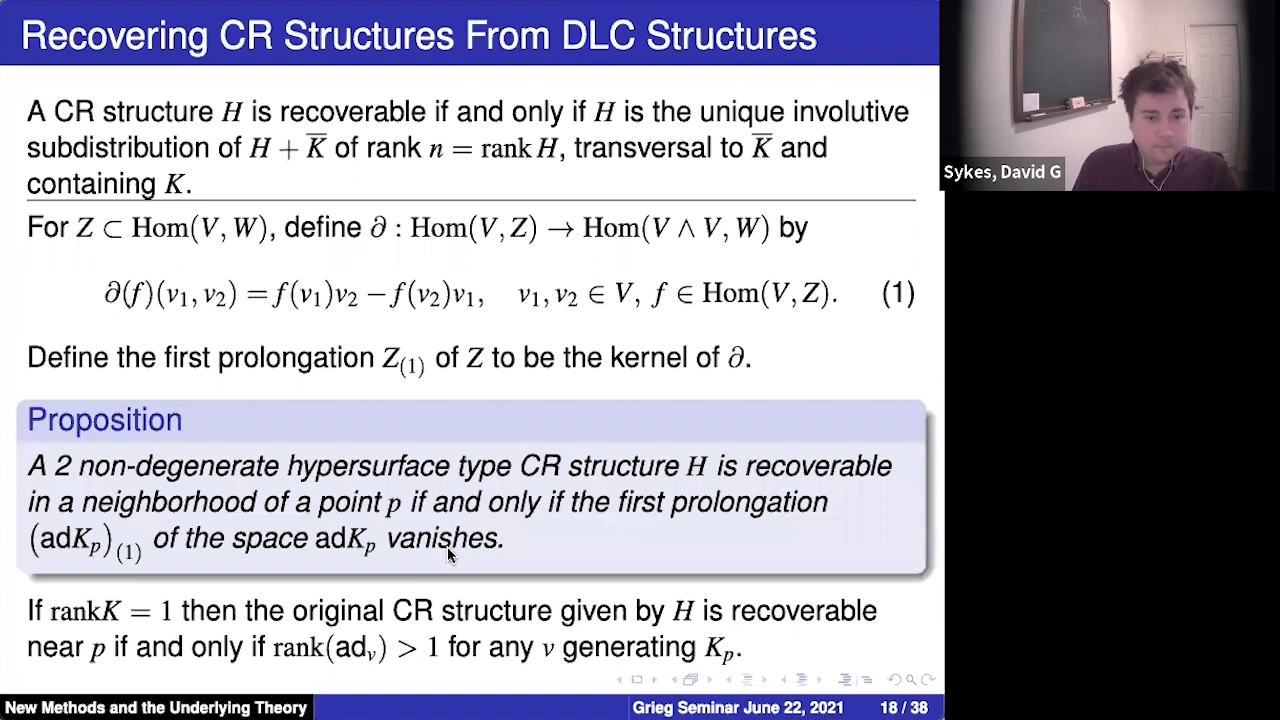 Recovering CR Structures From DLC Structures
A CR structure H is recoverable if and only if H is the unique involutive
subdistribution of H + K̅ of rank n = rank H, transversal to K̅ and
containing K.
For Z ⊂ Hom(V, W), define ∂ : Hom(V, Z) → Hom(V ∧ V, W) by
∂(f)(v₁, v₂) = f(v₁)v₂ − f(v₂)v₁, v₁, v₂ ∈ V, f ∈ Hom(V, Z). (1)
Define the first prolongation Z₍₁₎ of Z to be the kernel of ∂.
Proposition
A 2 non-degenerate hypersurface type CR structure H is recoverable
in a neighborhood of a point p if and only if the first prolongation
(adKₚ)₍₁₎ of the space adKₚ vanishes.
If rankK = 1 then the original CR structure given by H is recoverable
near p if and only if rank(adᵥ) > 1 for any v generating Kₚ.
New Methods and the Underlying Theory
Grieg Seminar June 22, 2021
18 / 38
Sykes, David G